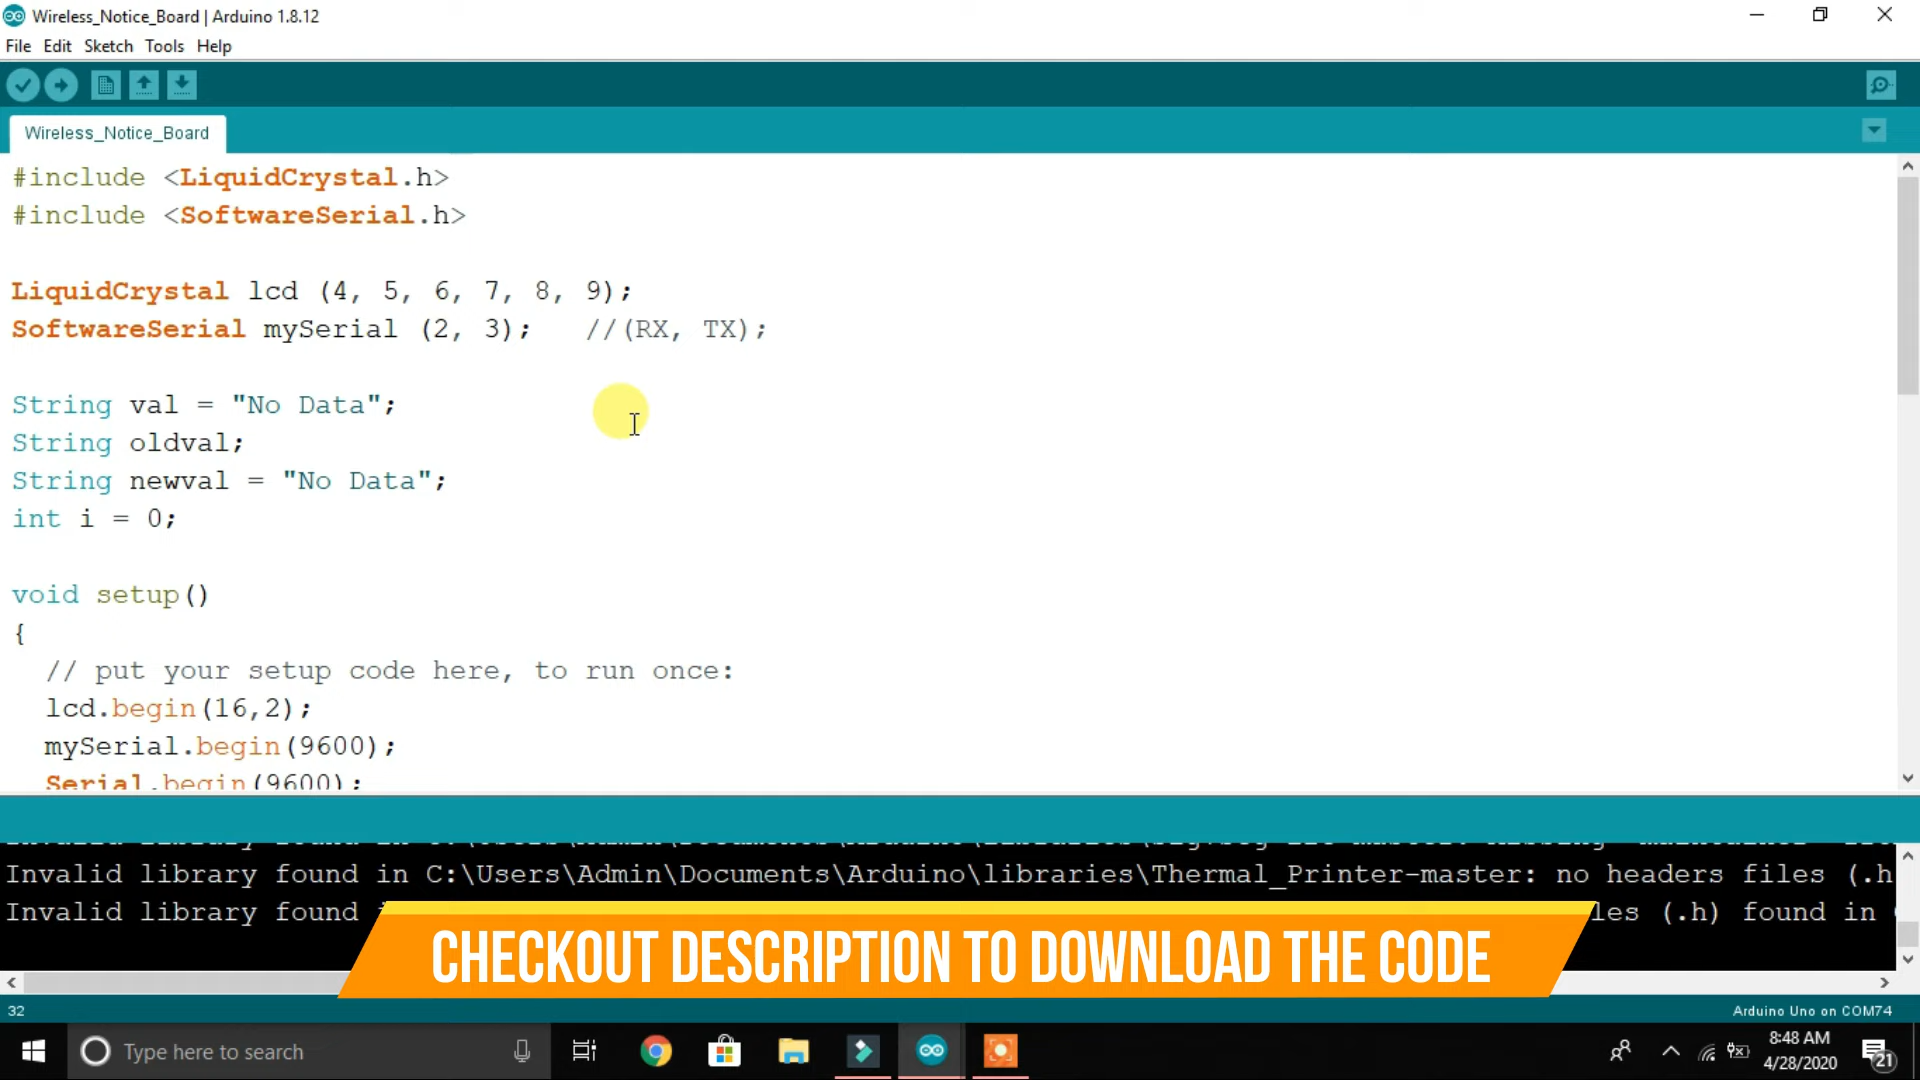 Wireless_Notice_Board | Arduino 1.8.12
File Edit Sketch Tools Help
Wireless_Notice_Board
#include <LiquidCrystal.h>
#include <SoftwareSerial.h>
LiquidCrystal lcd (4, 5, 6, 7, 8, 9);
SoftwareSerial mySerial (2, 3); //(RX, TX);
String val = "No Data";
String oldval;
String newval = "No Data";
int i = 0;
void setup()
{
// put your setup code here, to run once:
lcd.begin(16,2);
mySerial.begin(9600);
Serial.begin(9600);
Invalid library found in C:\Users\Admin\Documents\Arduino\libraries\Thermal_Printer-master: no headers files (.h
Invalid library found les (.h) found in
CHECKOUT DESCRIPTION TO DOWNLOAD THE CODE
32
Arduino Uno on COM74
Type here to search
8:48 AM
4/28/2020
21